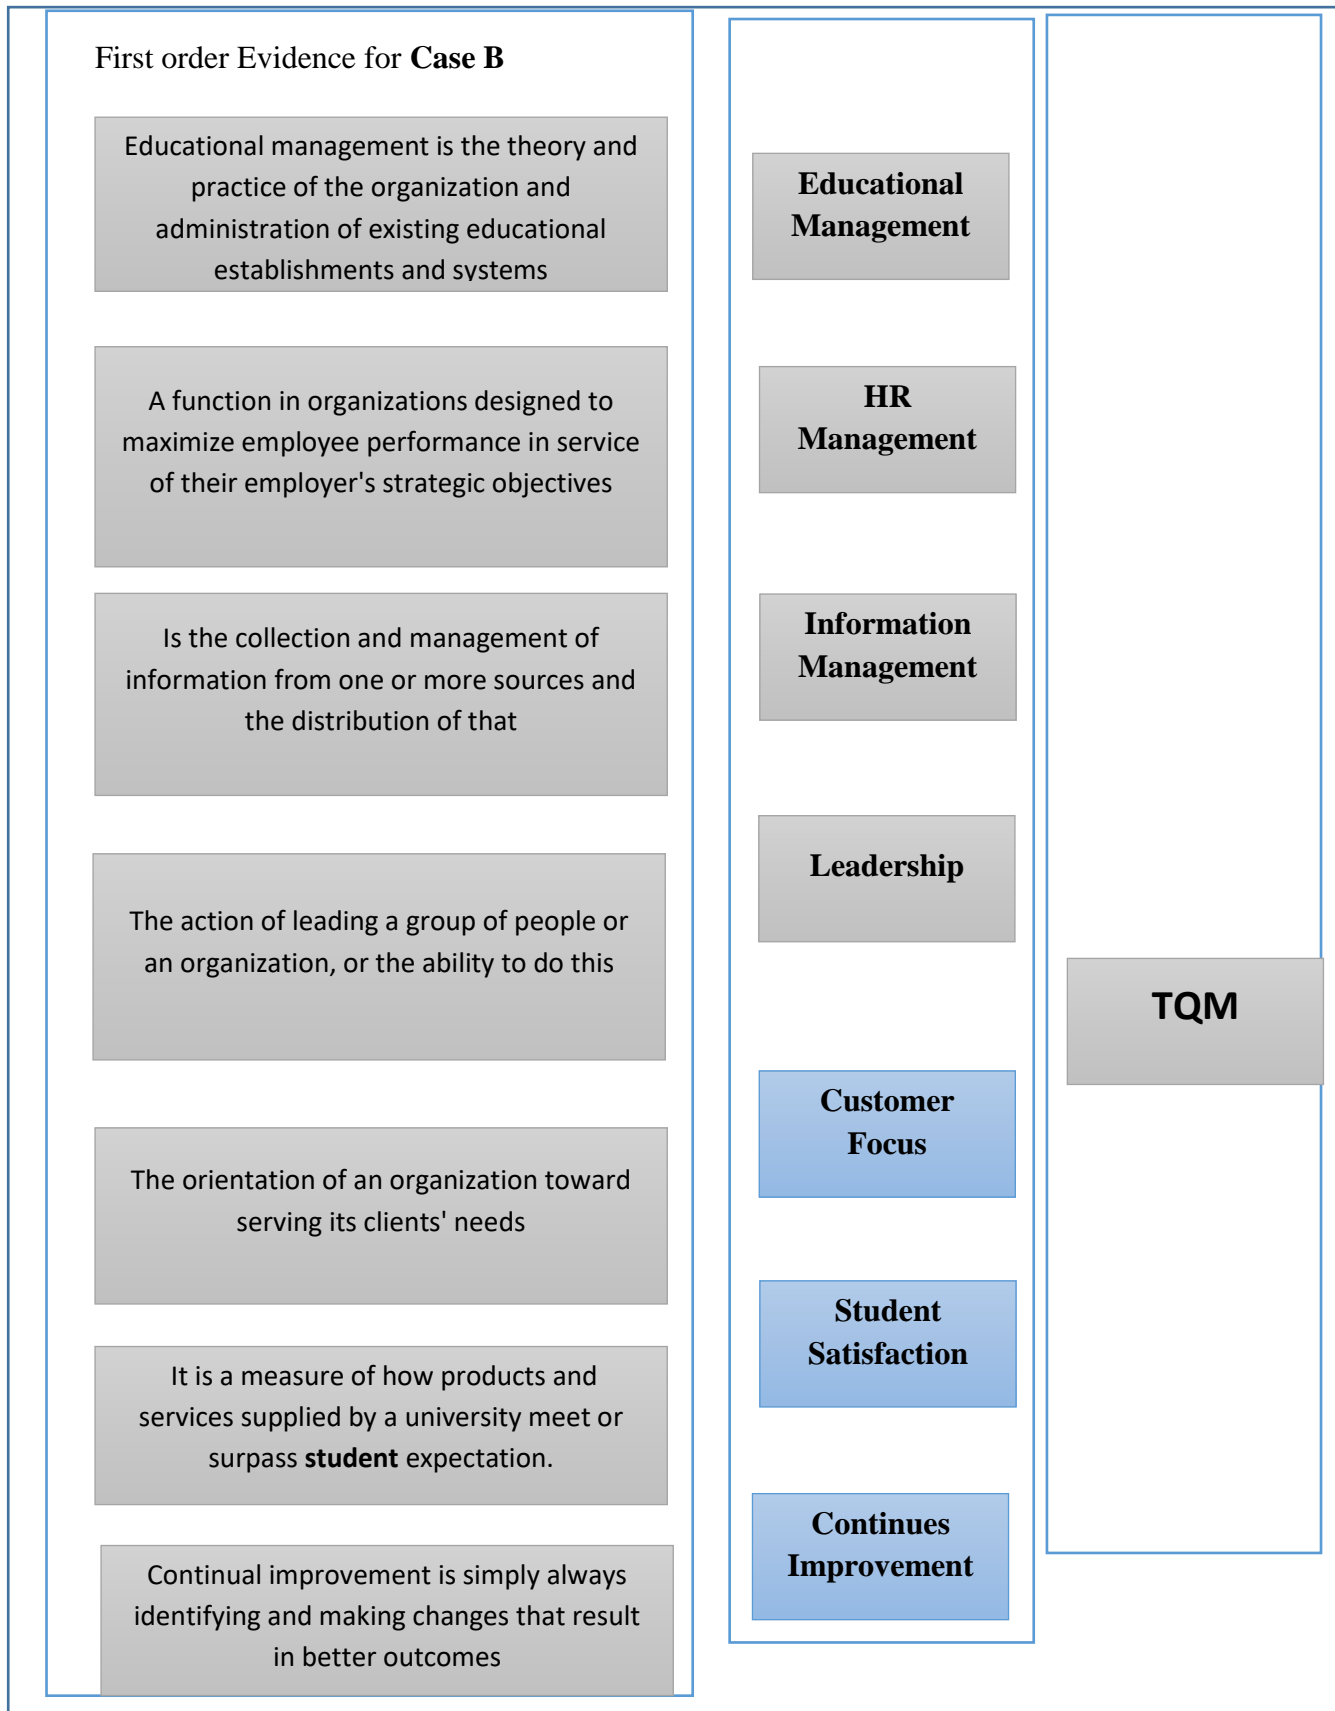 First order Evidence for Case B
Educational management is the theory and
practice of the organization and
administration of existing educational
establishments and systems
A function in organizations designed to
maximize employee performance in service
of their employer's strategic objectives
Is the collection and management of
information from one or more sources and
the distribution of that
The action of leading a group of people or
an organization, or the ability to do this
The orientation of an organization toward
serving its clients' needs
It is a measure of how products and
services supplied by a university meet or
surpass student expectation.
Continual improvement is simply always
identifying and making changes that result
in better outcomes
Educational
Management
HR
Management
Information
Management
Leadership
Customer
Focus
Student
Satisfaction
Continues
Improvement
TQM